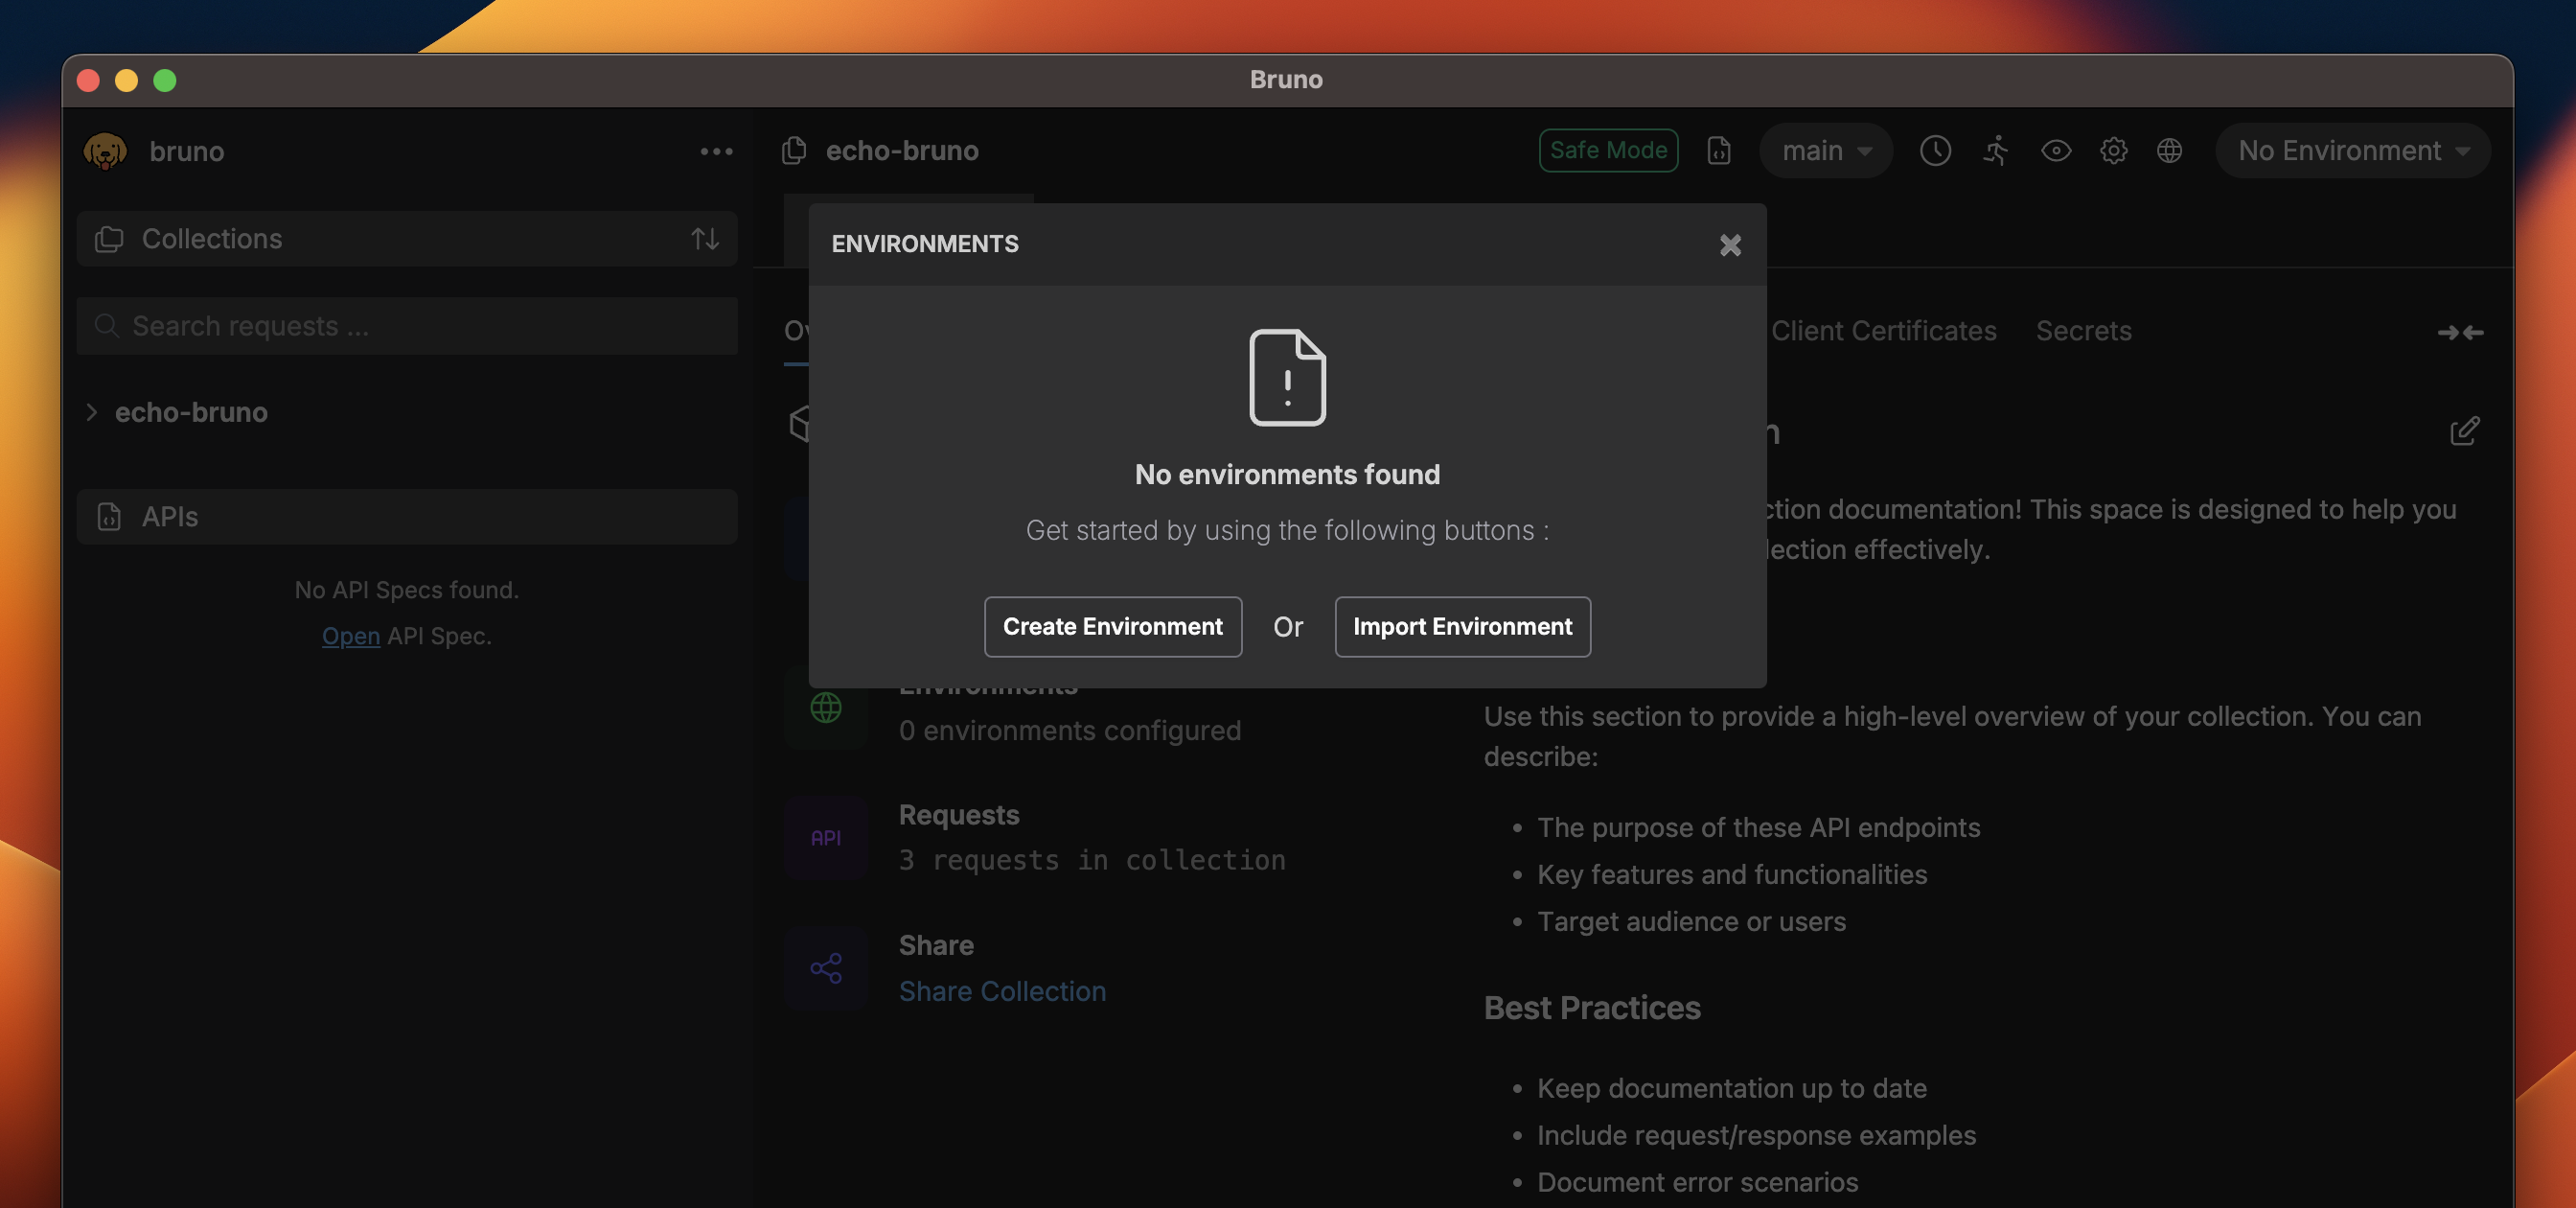 Bruno
bruno
Collections
Search requests ...
echo-bruno
APIs
No API Specs found.
Open API Spec.
echo-bruno
Safe Mode
main
No Environment
Client Certificates
Secrets
ENVIRONMENTS
No environments found
Get started by using the following buttons :
Create Environment
Or
Import Environment
Environments
0 environments configured
API
Requests
3 requests in collection
Share
Share Collection
documentation! This space is designed to help you
effectively.
Use this section to provide a high-level overview of your collection. You can
describe:
• The purpose of these API endpoints
• Key features and functionalities
• Target audience or users
Best Practices
• Keep documentation up to date
• Include request/response examples
• Document error scenarios